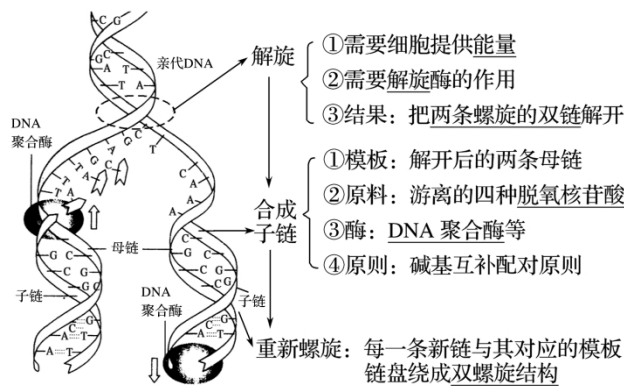 亲代DNA
解旋
①需要细胞提供能量
②需要解旋酶的作用
③结果：把两条螺旋的双链解开
DNA
聚合酶
合成
子链
①模板：解开后的两条母链
②原料：游离的四种脱氧核苷酸
③酶：DNA 聚合酶等
④原则：碱基互补配对原则
母链
子链
DNA
聚合酶
子链
重新螺旋：每一条新链与其对应的模板
链盘绕成双螺旋结构